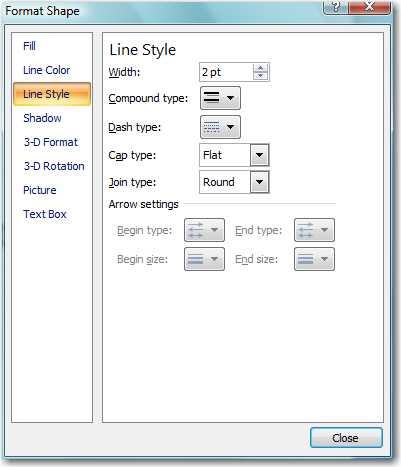 Format Shape
?
Fill
Line Color
Line Style
Shadow
3-D Format
3-D Rotation
Picture
Text Box
Line Style
Width: 2 pt
Compound type:
Dash type:
Cap type: Flat
Join type: Round
Arrow settings
Begin type: End type:
Begin size: End size:
Close